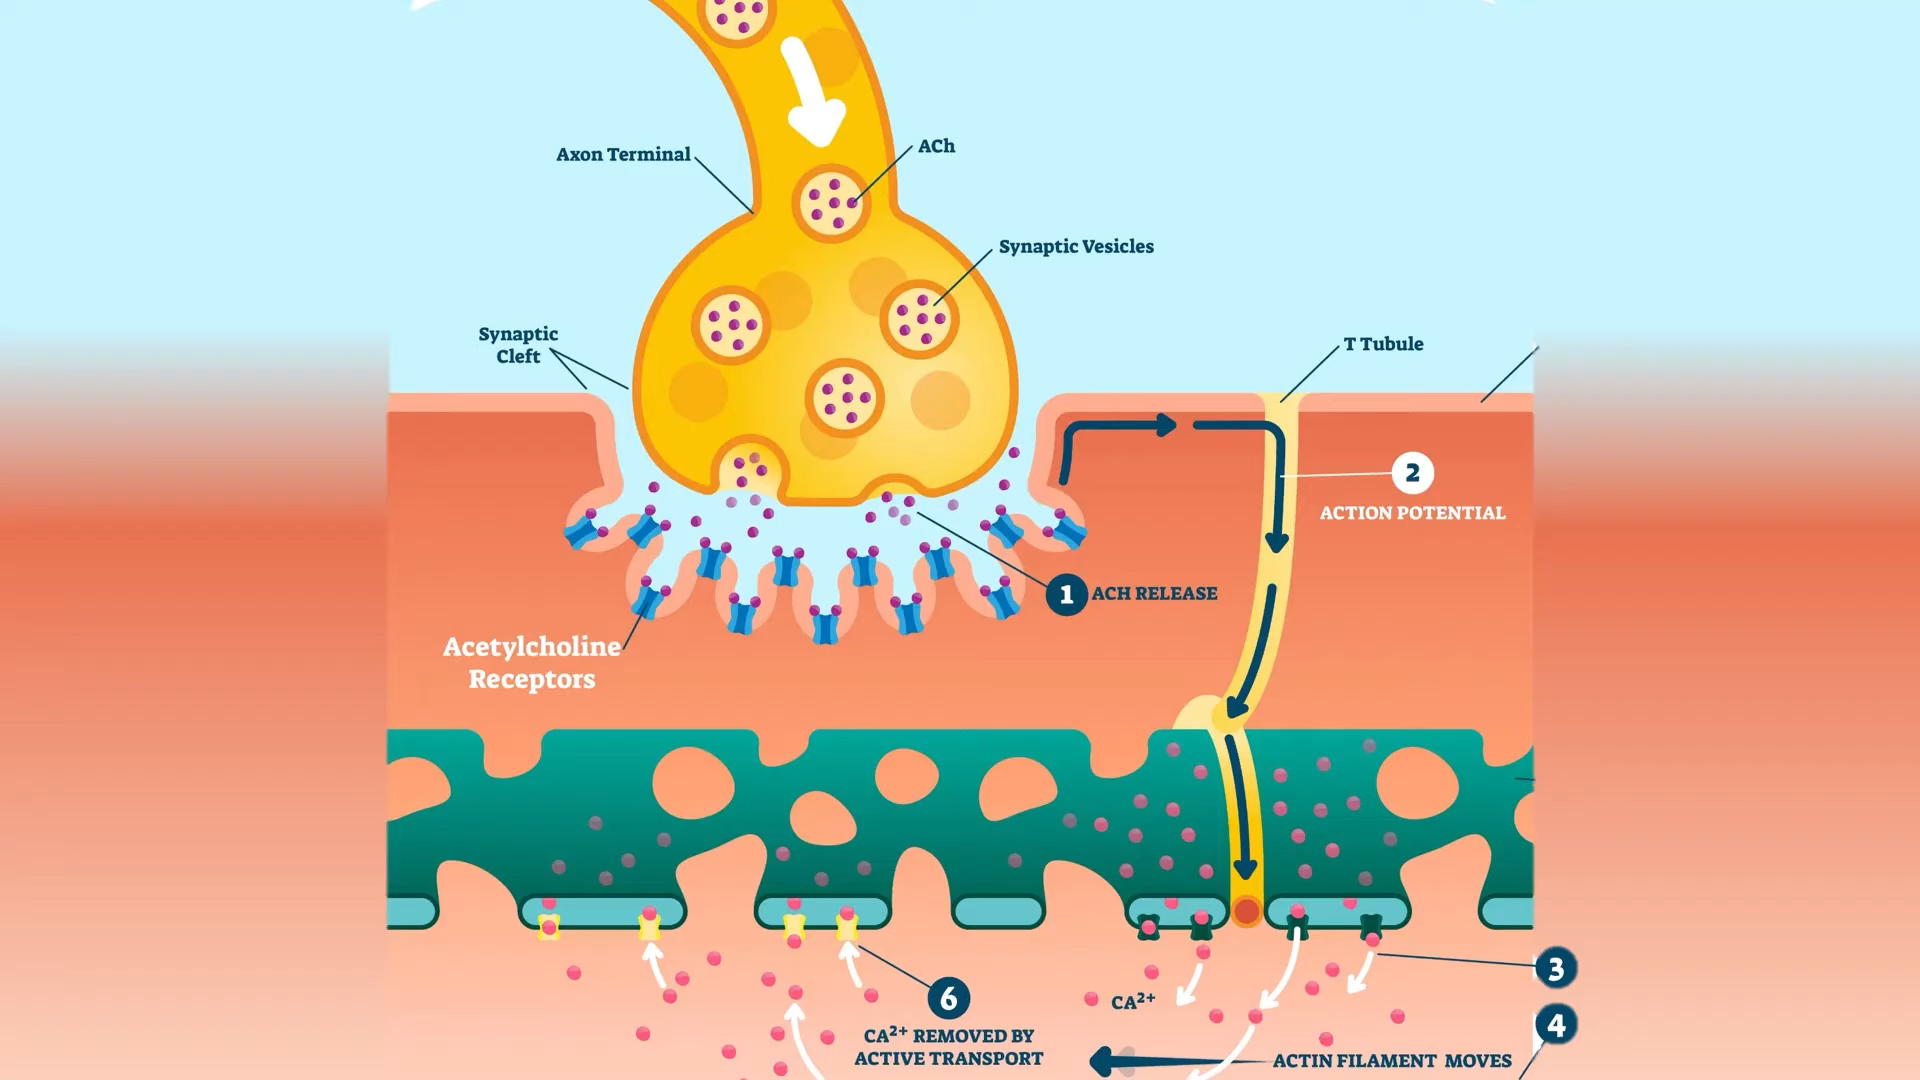 Axon Terminal
ACh
Synaptic Vesicles
Synaptic
Cleft
T Tubule
2
ACTION POTENTIAL
1 ACH RELEASE
Acetylcholine
Receptors
3
CA²⁺
6
4
CA²⁺ REMOVED BY
ACTIVE TRANSPORT
ACTIN FILAMENT MOVES